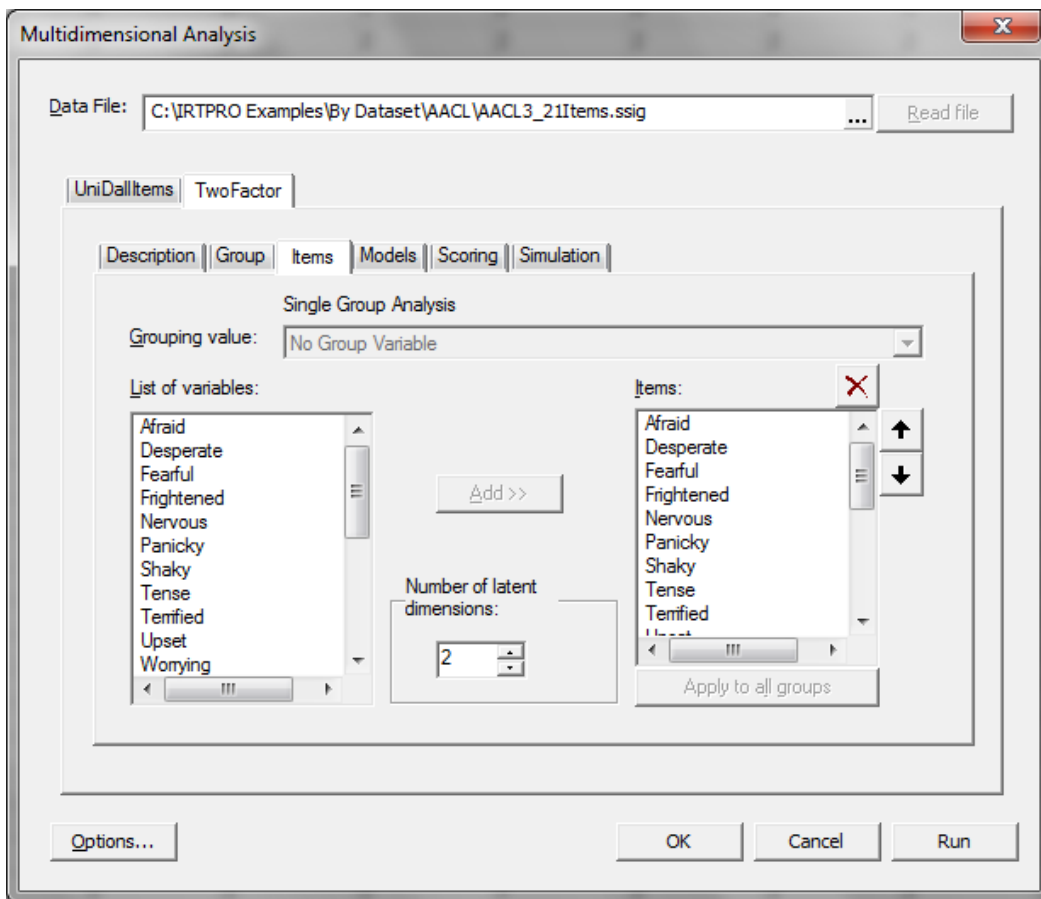 Multidimensional Analysis
Data File: C:\IRTPRO Examples\By Dataset\AACL\AACL3_21Items.ssig ... Read file
UniDallItems TwoFactor
Description Group Items Models Scoring Simulation
Single Group Analysis
Grouping value: No Group Variable
List of variables:
Afraid
Desperate
Fearful
Frightened
Nervous
Panicky
Shaky
Tense
Terrified
Upset
Worrying
Add >>
Number of latent
dimensions:
2
Items:
Afraid
Desperate
Fearful
Frightened
Nervous
Panicky
Shaky
Tense
Terrified
Upset
Apply to all groups
Options... OK Cancel Run